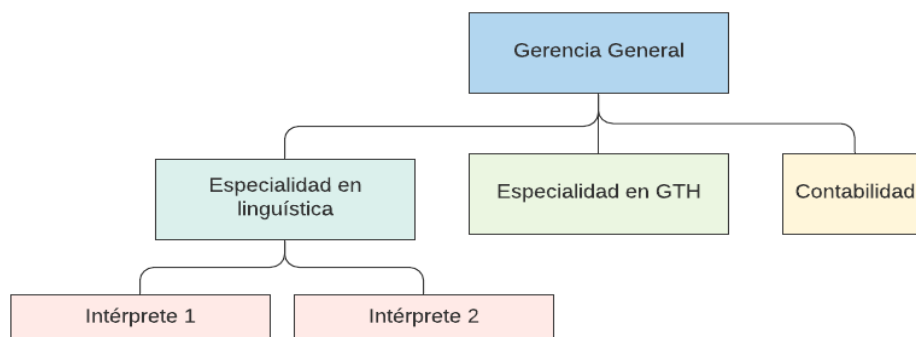 Gerencia General
Especialidad en
linguística
Especialidad en GTH
Contabilidad
Intérprete 1
Intérprete 2